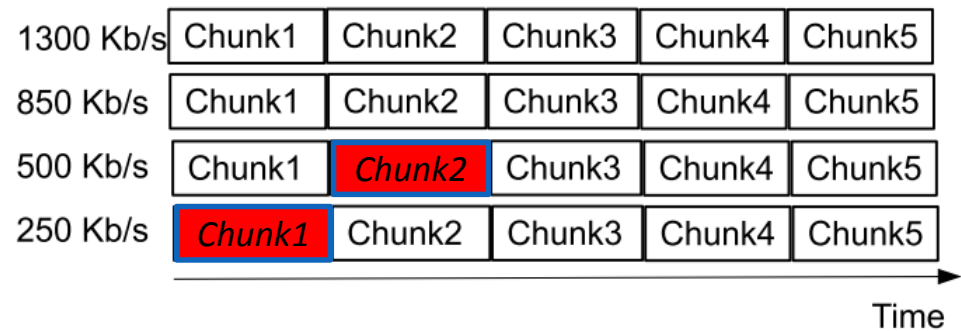 1300 Kb/s Chunk1 Chunk2 Chunk3 Chunk4 Chunk5
850 Kb/s Chunk1 Chunk2 Chunk3 Chunk4 Chunk5
500 Kb/s Chunk1 Chunk2 Chunk3 Chunk4 Chunk5
250 Kb/s Chunk1 Chunk2 Chunk3 Chunk4 Chunk5
Time